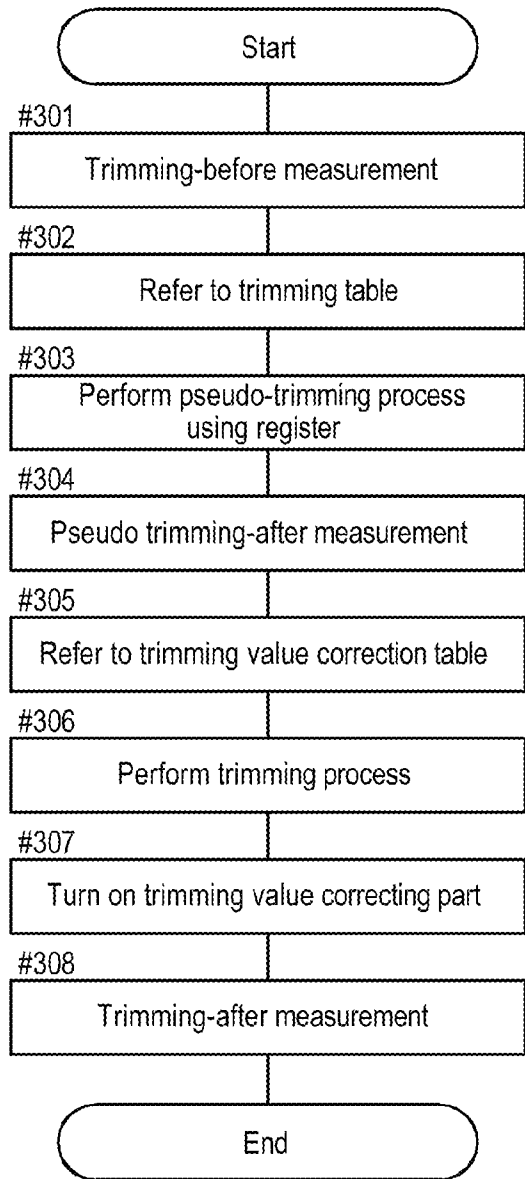 Start
#301
Trimming-before measurement
#302
Refer to trimming table
#303
Perform pseudo-trimming process
using register
#304
Pseudo trimming-after measurement
#305
Refer to trimming value correction table
#306
Perform trimming process
#307
Turn on trimming value correcting part
#308
Trimming-after measurement
End